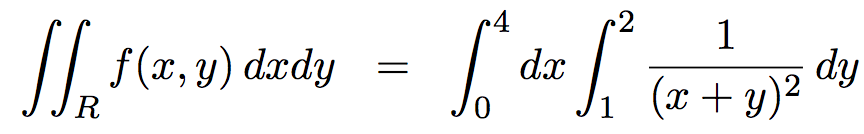 ∬_R f(x, y) dxdy = ∫_0^4 dx ∫_1^2 1/(x + y)^2 dy